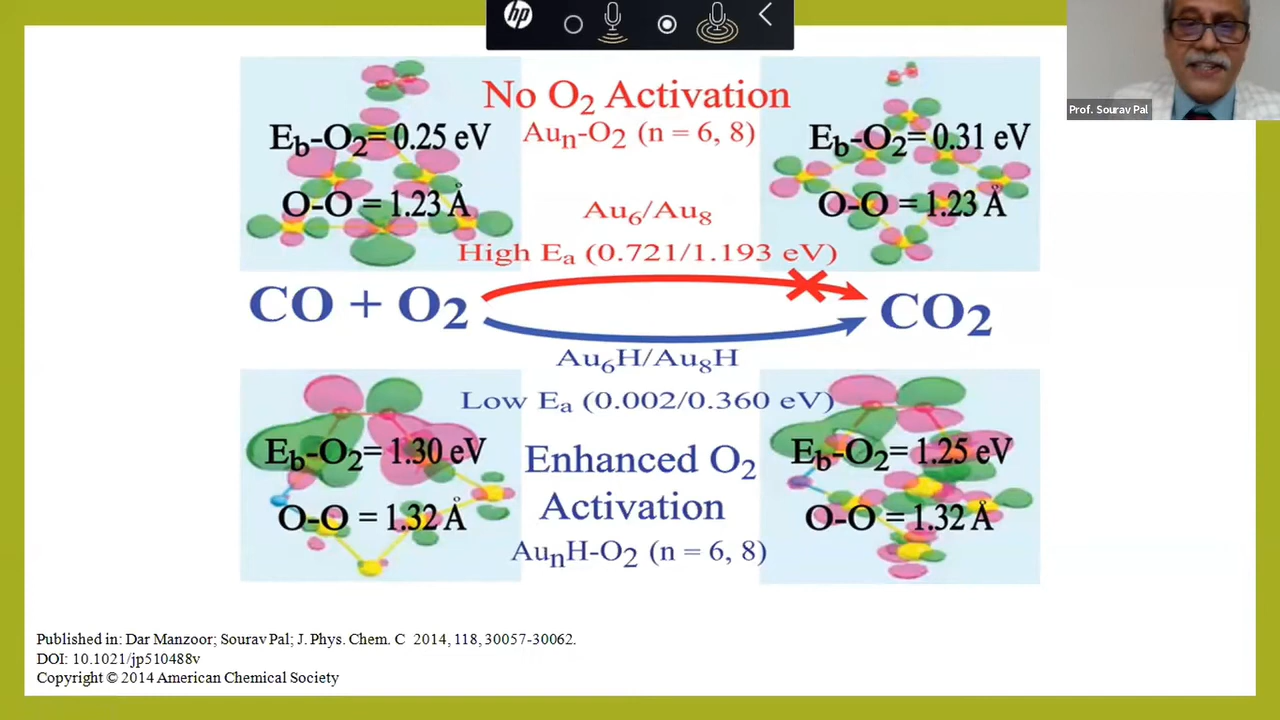 hp
Prof. Sourav Pal
No O2 Activation
Aun-O2 (n = 6, 8)
Eb-O2= 0.25 eV
O-O = 1.23 Å
Eb-O2= 0.31 eV
O-O = 1.23 Å
Au6/Au8
High Ea (0.721/1.193 eV)
CO + O2
CO2
Au6H/Au8H
Low Ea (0.002/0.360 eV)
Eb-O2= 1.30 eV
O-O = 1.32 Å
Enhanced O2
Activation
AunH-O2 (n = 6, 8)
Eb-O2= 1.25 eV
O-O = 1.32 Å
Published in: Dar Manzoor; Sourav Pal; J. Phys. Chem. C 2014, 118, 30057-30062.
DOI: 10.1021/jp510488v
Copyright © 2014 American Chemical Society